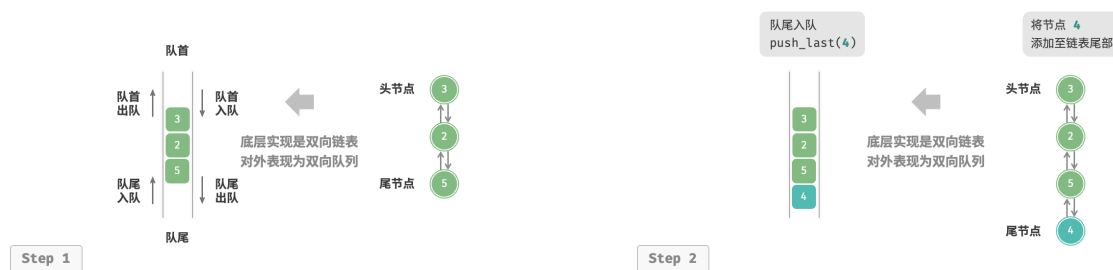 队首
队首
出队
队首
入队
3
2
5
队尾
入队
队尾
出队
队尾
底层实现是双向链表
对外表现为双向队列
头节点
3
2
尾节点
5
Step 1
队尾入队
push_last(4)
3
2
5
4
底层实现是双向链表
对外表现为双向队列
将节点 4
添加至链表尾部
头节点
3
2
5
尾节点
4
Step 2